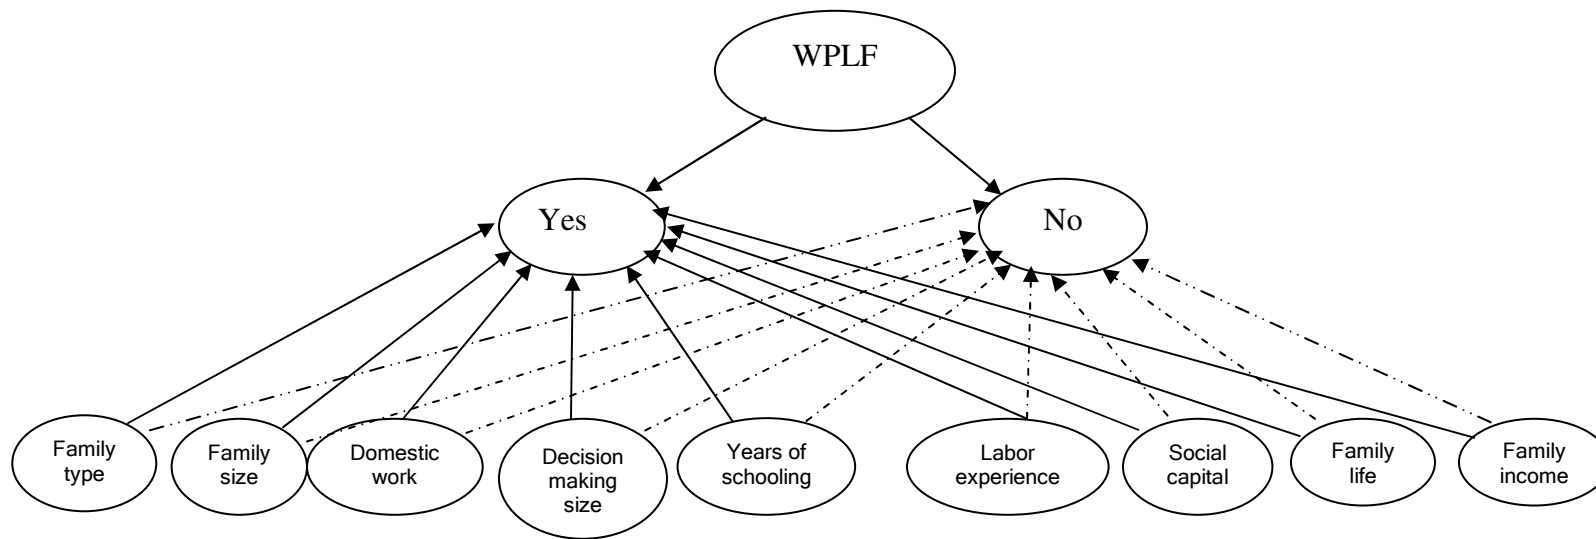 WPLF
Yes
No
Family
type
Family
size
Domestic
work
Decision
making
size
Years of
schooling
Labor
experience
Social
capital
Family
life
Family
income